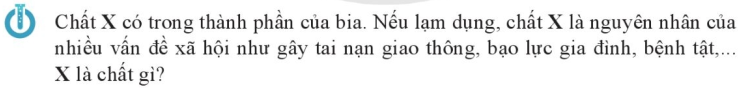 Chất X có trong thành phần của bia. Nếu lạm dụng, chất X là nguyên nhân của
nhiều vấn đề xã hội như gây tai nạn giao thông, bạo lực gia đình, bệnh tật,...
X là chất gì?